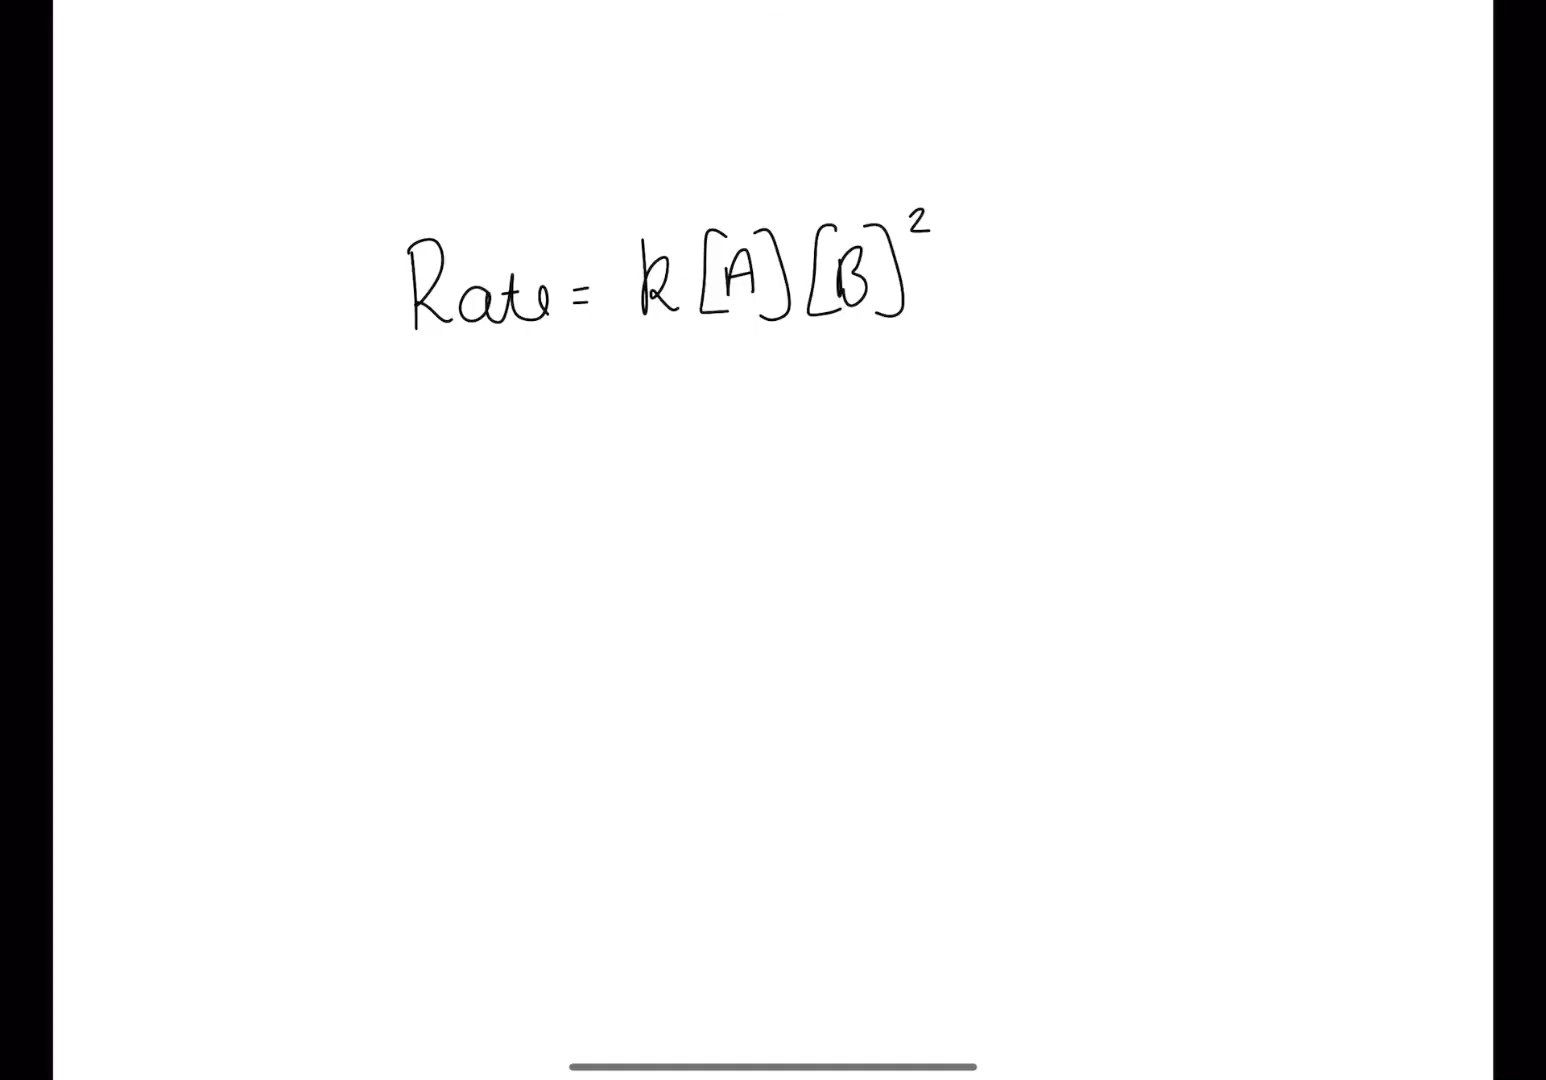 Rate = k[A][B]²